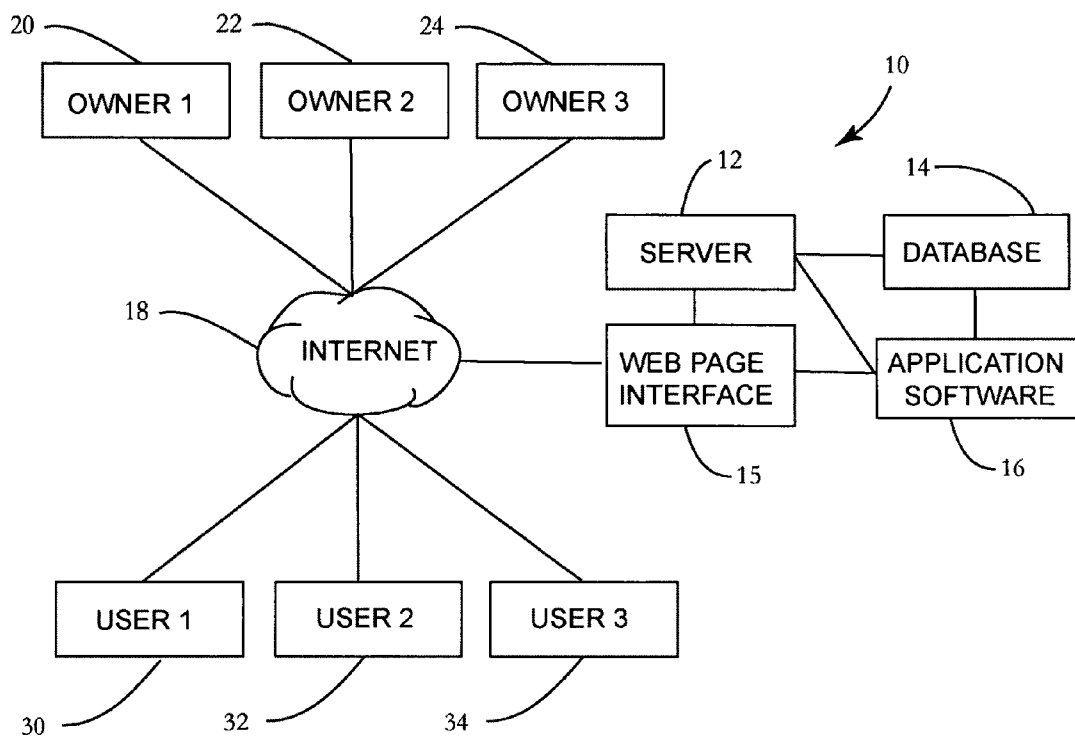 20
22
24
OWNER 1
OWNER 2
OWNER 3
10
12
14
SERVER
DATABASE
18
INTERNET
WEB PAGE
INTERFACE
APPLICATION
SOFTWARE
15
16
USER 1
USER 2
USER 3
30
32
34